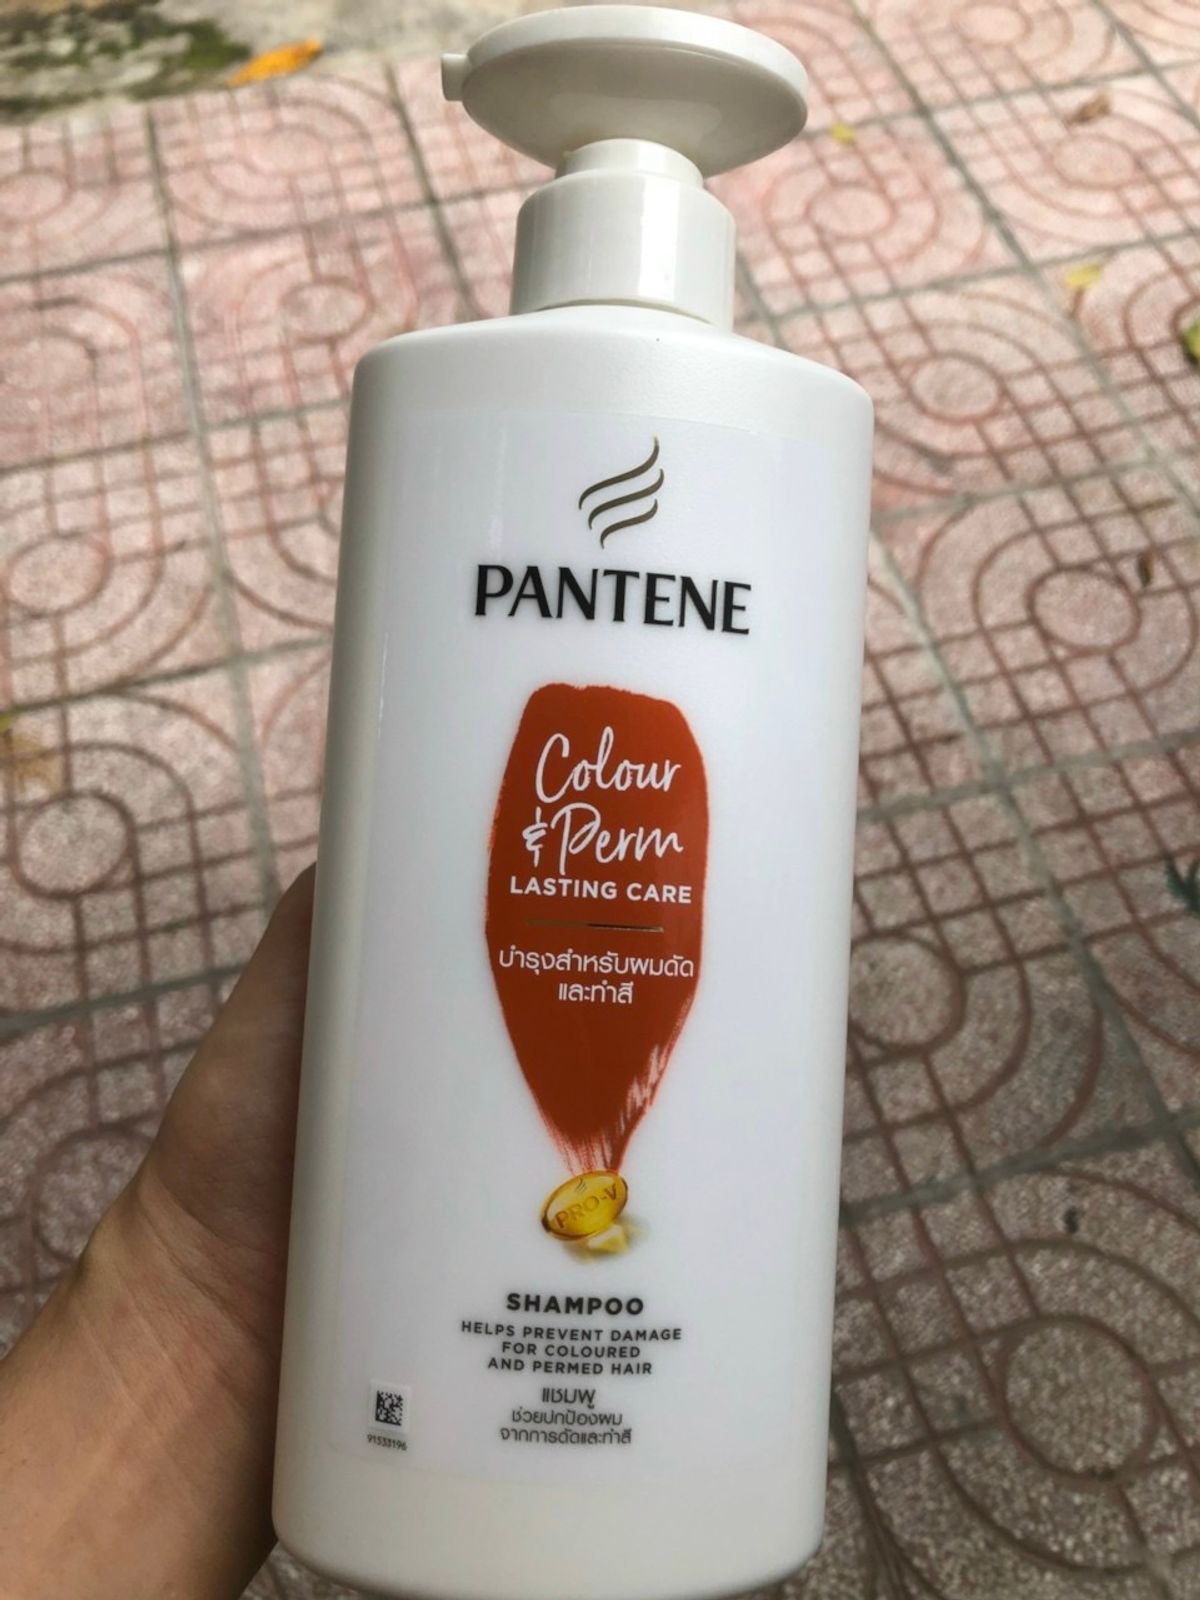 PANTENE
Colour
& Perm
LASTING CARE
บำรุงสำหรับผมดัด
และทำสี
PRO-V
SHAMPOO
HELPS PREVENT DAMAGE
FOR COLOURED
AND PERMED HAIR
แชมพู
ช่วยปกป้องผม
จากการดัดและทำสี
91533196